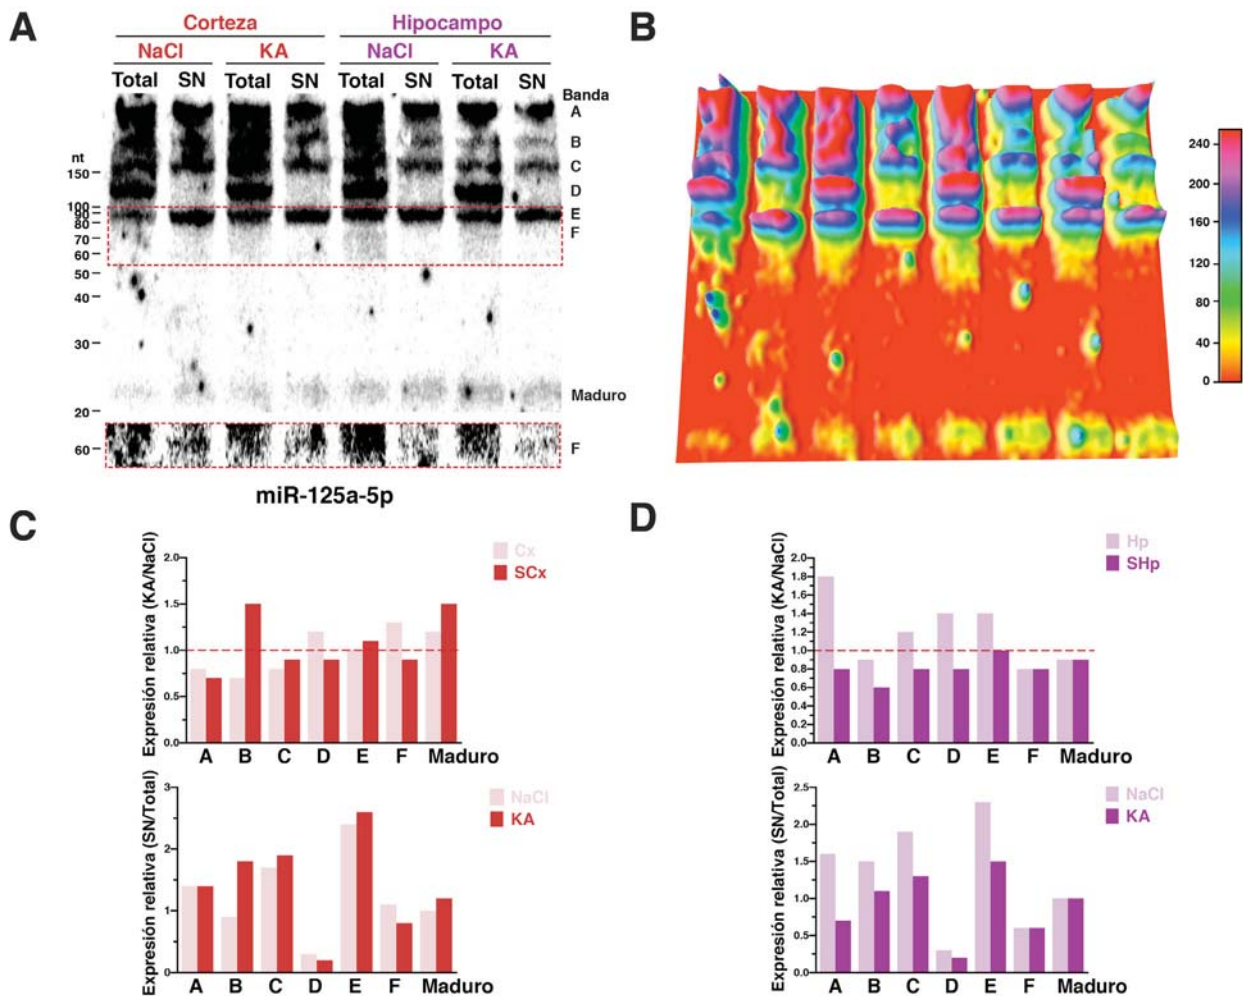 A
Corteza Hipocampo
NaCl KA NaCl KA
Total SN Total SN Total SN Total SN
Banda
A
B
nt
150
C
D
100
90
80
70
60
E
F
50
40
30
Maduro
20
60
F
miR-125a-5p
B
240
200
160
120
80
40
0
C
Expresión relativa (KA/NaCl)
2.0
1.5
1.0
0.5
0.0
A B C D E F Maduro
Cx
SCx
Expresión relativa (SN/Total)
3
2
1
0
A B C D E F Maduro
NaCl
KA
D
Expresión relativa (KA/NaCl)
2.0
1.8
1.6
1.4
1.2
1.0
0.8
0.6
0.4
0.2
0.0
A B C D E F Maduro
Hp
SHp
Expresión relativa (SN/Total)
2.5
2.0
1.5
1.0
0.5
0.0
A B C D E F Maduro
NaCl
KA